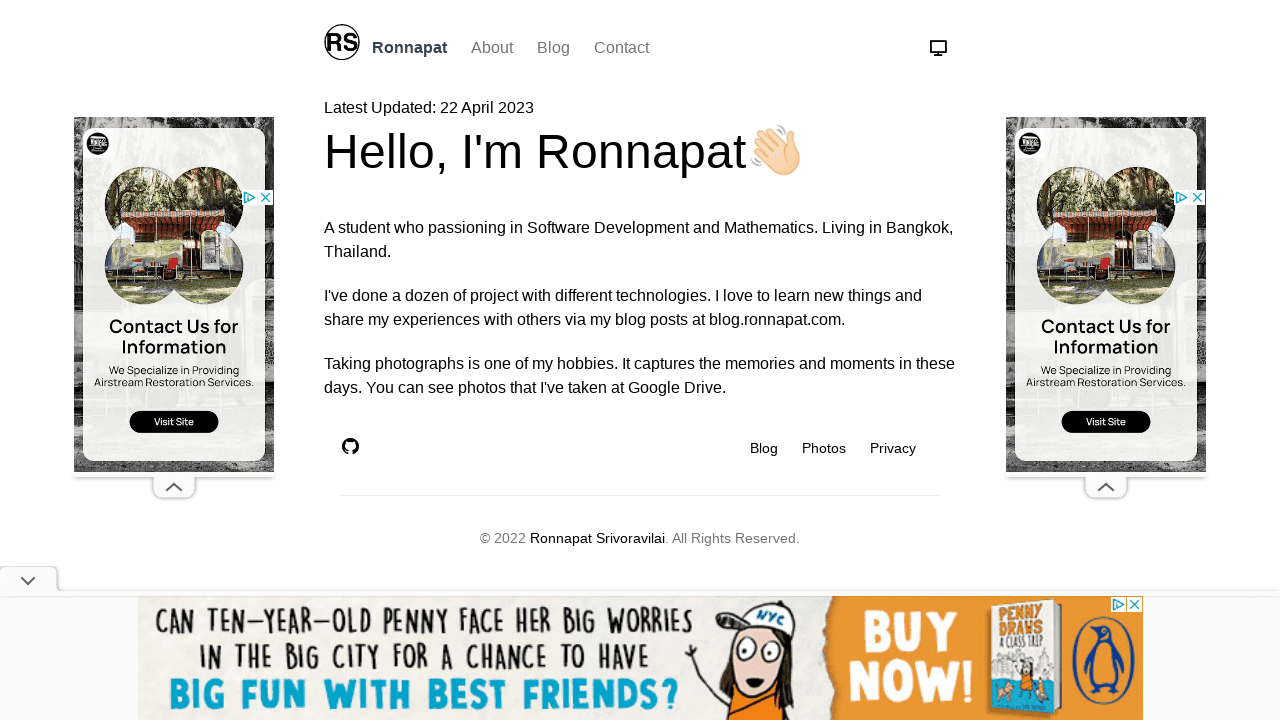 RS
Ronnapat About Blog Contact
Latest Updated: 22 April 2023
Hello, I'm Ronnapat👋🏻
A student who passioning in Software Development and Mathematics. Living in Bangkok,
Thailand.
I've done a dozen of project with different technologies. I love to learn new things and
share my experiences with others via my blog posts at blog.ronnapat.com.
Taking photographs is one of my hobbies. It captures the memories and moments in these
days. You can see photos that I've taken at Google Drive.
Blog Photos Privacy
© 2022 Ronnapat Srivoravilai. All Rights Reserved.
Contact Us for
Information
We Specialize in Providing
Airstream Restoration Services.
Visit Site
Contact Us for
Information
We Specialize in Providing
Airstream Restoration Services.
Visit Site
CAN TEN-YEAR-OLD PENNY FACE HER BIG WORRIES
IN THE BIG CITY FOR A CHANCE TO HAVE
BIG FUN WITH BEST FRIENDS?
NYC
BUY
NOW!
PENNY
DRAWS
A CLASS TRIP